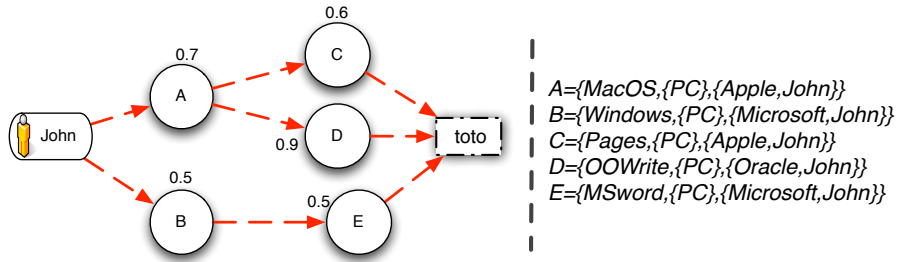 0.6
0.7
C
A
John
D
toto
0.9
0.5
0.5
B
E
A={MacOS,{PC},{Apple,John}}
B={Windows,{PC},{Microsoft,John}}
C={Pages,{PC},{Apple,John}}
D={OOWrite,{PC},{Oracle,John}}
E={MSword,{PC},{Microsoft,John}}